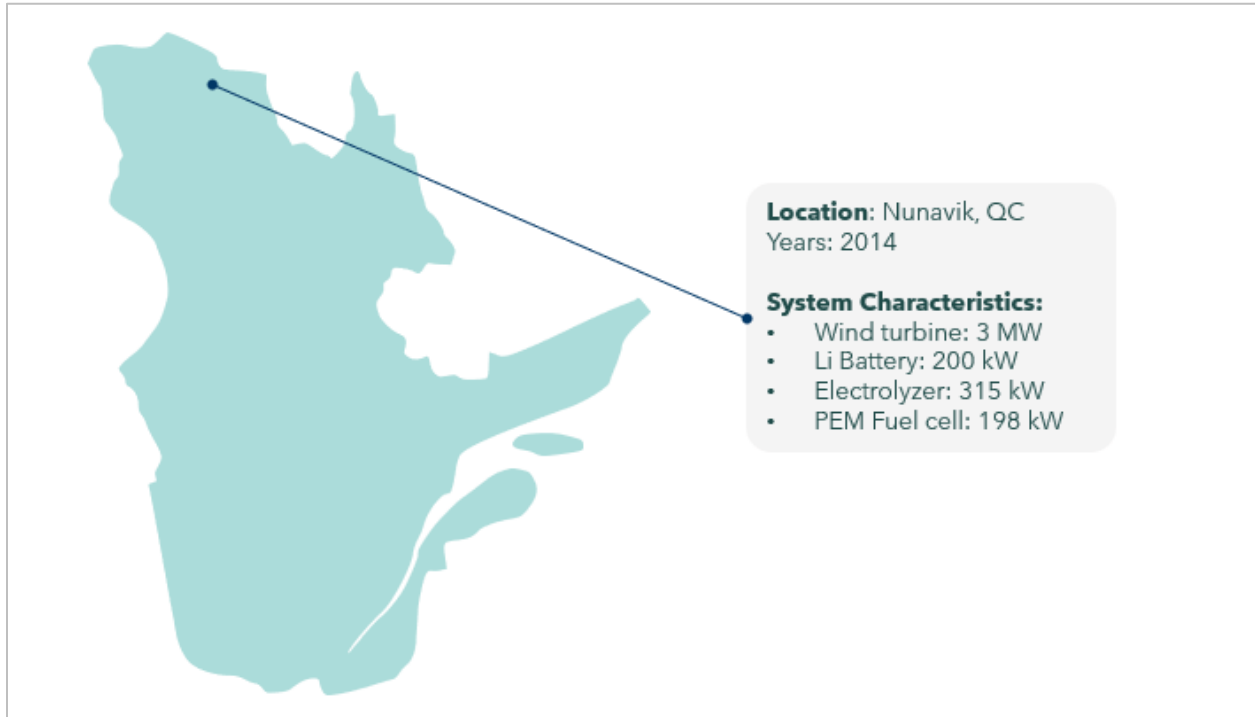 Location: Nunavik, QC
Years: 2014
System Characteristics:
• Wind turbine: 3 MW
• Li Battery: 200 kW
• Electrolyzer: 315 kW
• PEM Fuel cell: 198 kW